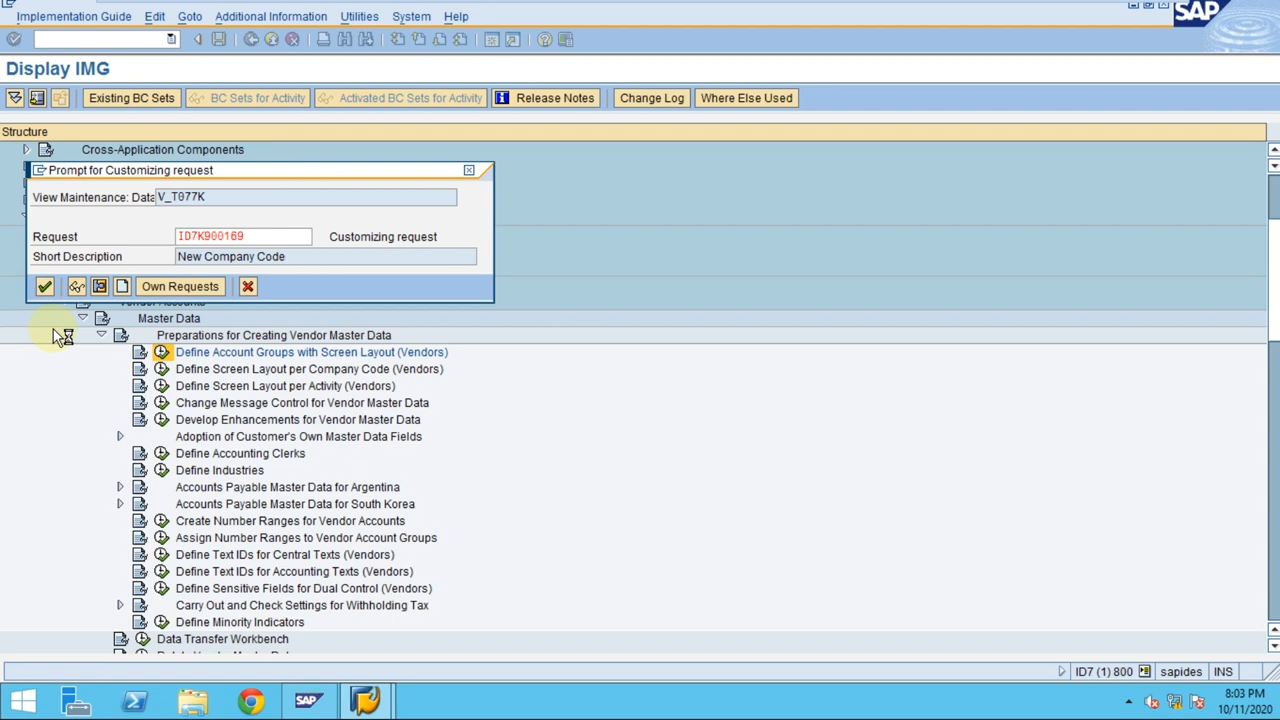 Implementation Guide Edit Goto Additional Information Utilities System Help
SAP
Display IMG
Existing BC Sets BC Sets for Activity Activated BC Sets for Activity Release Notes Change Log Where Else Used
Structure
Cross-Application Components
Prompt for Customizing request
View Maintenance: Data V_T077K
Request ID7K900169 Customizing request
Short Description New Company Code
Own Requests
Master Data
Preparations for Creating Vendor Master Data
Define Account Groups with Screen Layout (Vendors)
Define Screen Layout per Company Code (Vendors)
Define Screen Layout per Activity (Vendors)
Change Message Control for Vendor Master Data
Develop Enhancements for Vendor Master Data
Adoption of Customer's Own Master Data Fields
Define Accounting Clerks
Define Industries
Accounts Payable Master Data for Argentina
Accounts Payable Master Data for South Korea
Create Number Ranges for Vendor Accounts
Assign Number Ranges to Vendor Account Groups
Define Text IDs for Central Texts (Vendors)
Define Text IDs for Accounting Texts (Vendors)
Define Sensitive Fields for Dual Control (Vendors)
Carry Out and Check Settings for Withholding Tax
Define Minority Indicators
Data Transfer Workbench
ID7 (1) 800 sapides INS
SAP
8:03 PM
10/11/2020